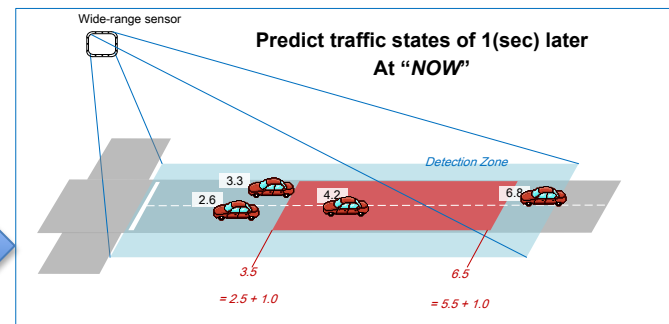 Wide-range sensor
Predict traffic states of 1(sec) later
At “NOW”
Detection Zone
3.3
2.6
4.2
6.8
3.5
6.5
= 2.5 + 1.0
= 5.5 + 1.0